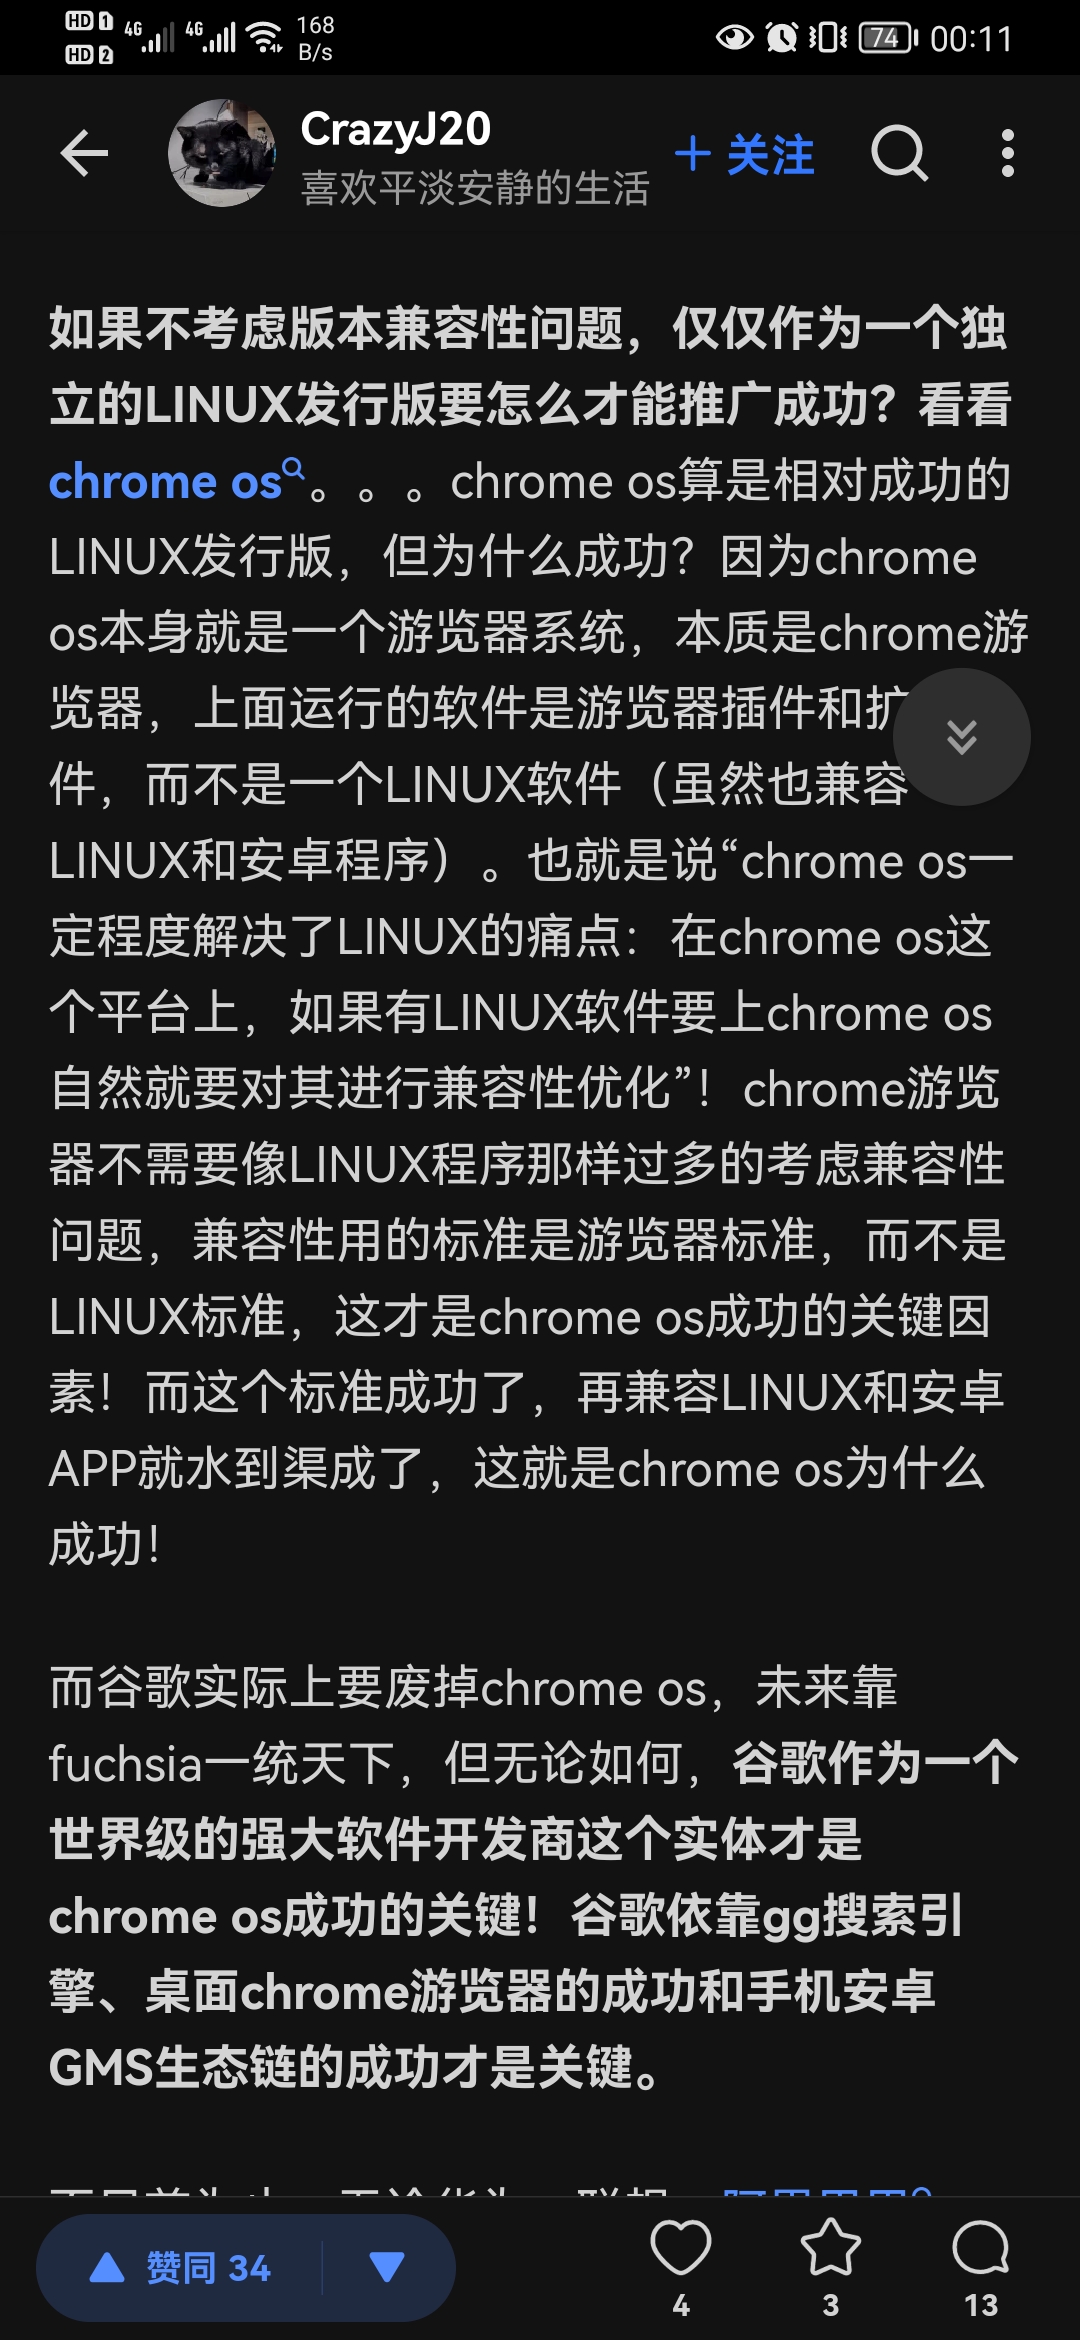 HD 1 4G 4G 168 74 00:11
HD 2 B/s
CrazyJ20
喜欢平淡安静的生活
+ 关注
如果不考虑版本兼容性问题，仅仅作为一个独
立的LINUX发行版要怎么才能推广成功？看看
chrome os。。。chrome os算是相对成功的
LINUX发行版，但为什么成功？因为chrome
os本身就是一个游览器系统，本质是chrome游
览器，上面运行的软件是游览器插件和扩
件，而不是一个LINUX软件（虽然也兼容
LINUX和安卓程序）。也就是说“chrome os一
定程度解决了LINUX的痛点：在chrome os这
个平台上，如果有LINUX软件要上chrome os
自然就要对其进行兼容性优化”！chrome游览
器不需要像LINUX程序那样过多的考虑兼容性
问题，兼容性用的标准是游览器标准，而不是
LINUX标准，这才是chrome os成功的关键因
素！而这个标准成功了，再兼容LINUX和安卓
APP就水到渠成了，这就是chrome os为什么
成功！
而谷歌实际上要废掉chrome os，未来靠
fuchsia一统天下，但无论如何，谷歌作为一个
世界级的强大软件开发商这个实体才是
chrome os成功的关键！谷歌依靠gg搜索引
擎、桌面chrome游览器的成功和手机安卓
GMS生态链的成功才是关键。
赞同 34
4
3
13